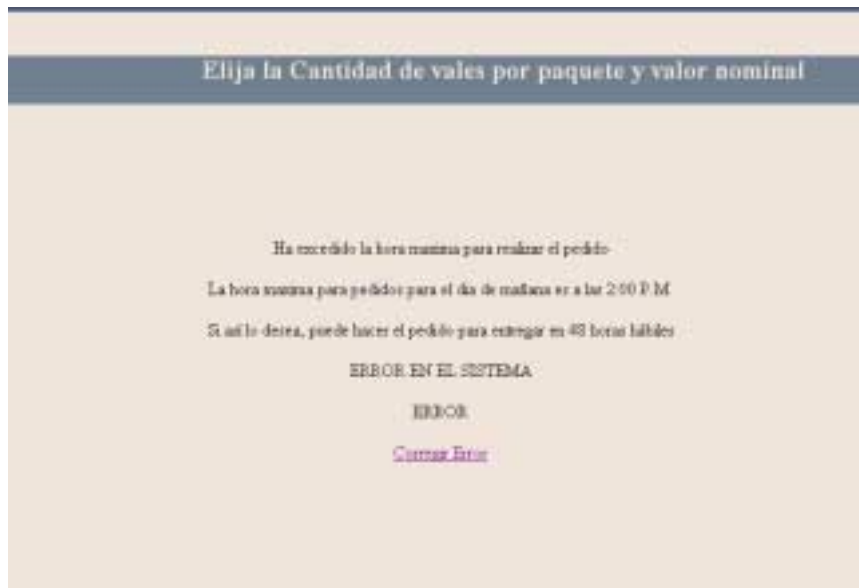 Elija la Cantidad de vales por paquete y valor nominal
Ha excedido la hora maxima para realizar el pedido
La hora maxima para pedidos para el dia de mañana es a las 2:00 P.M
Si así lo desea, puede hacer el pedido para entregar en 48 horas hábiles
ERROR EN EL SISTEMA
ERROR
Corregir Error